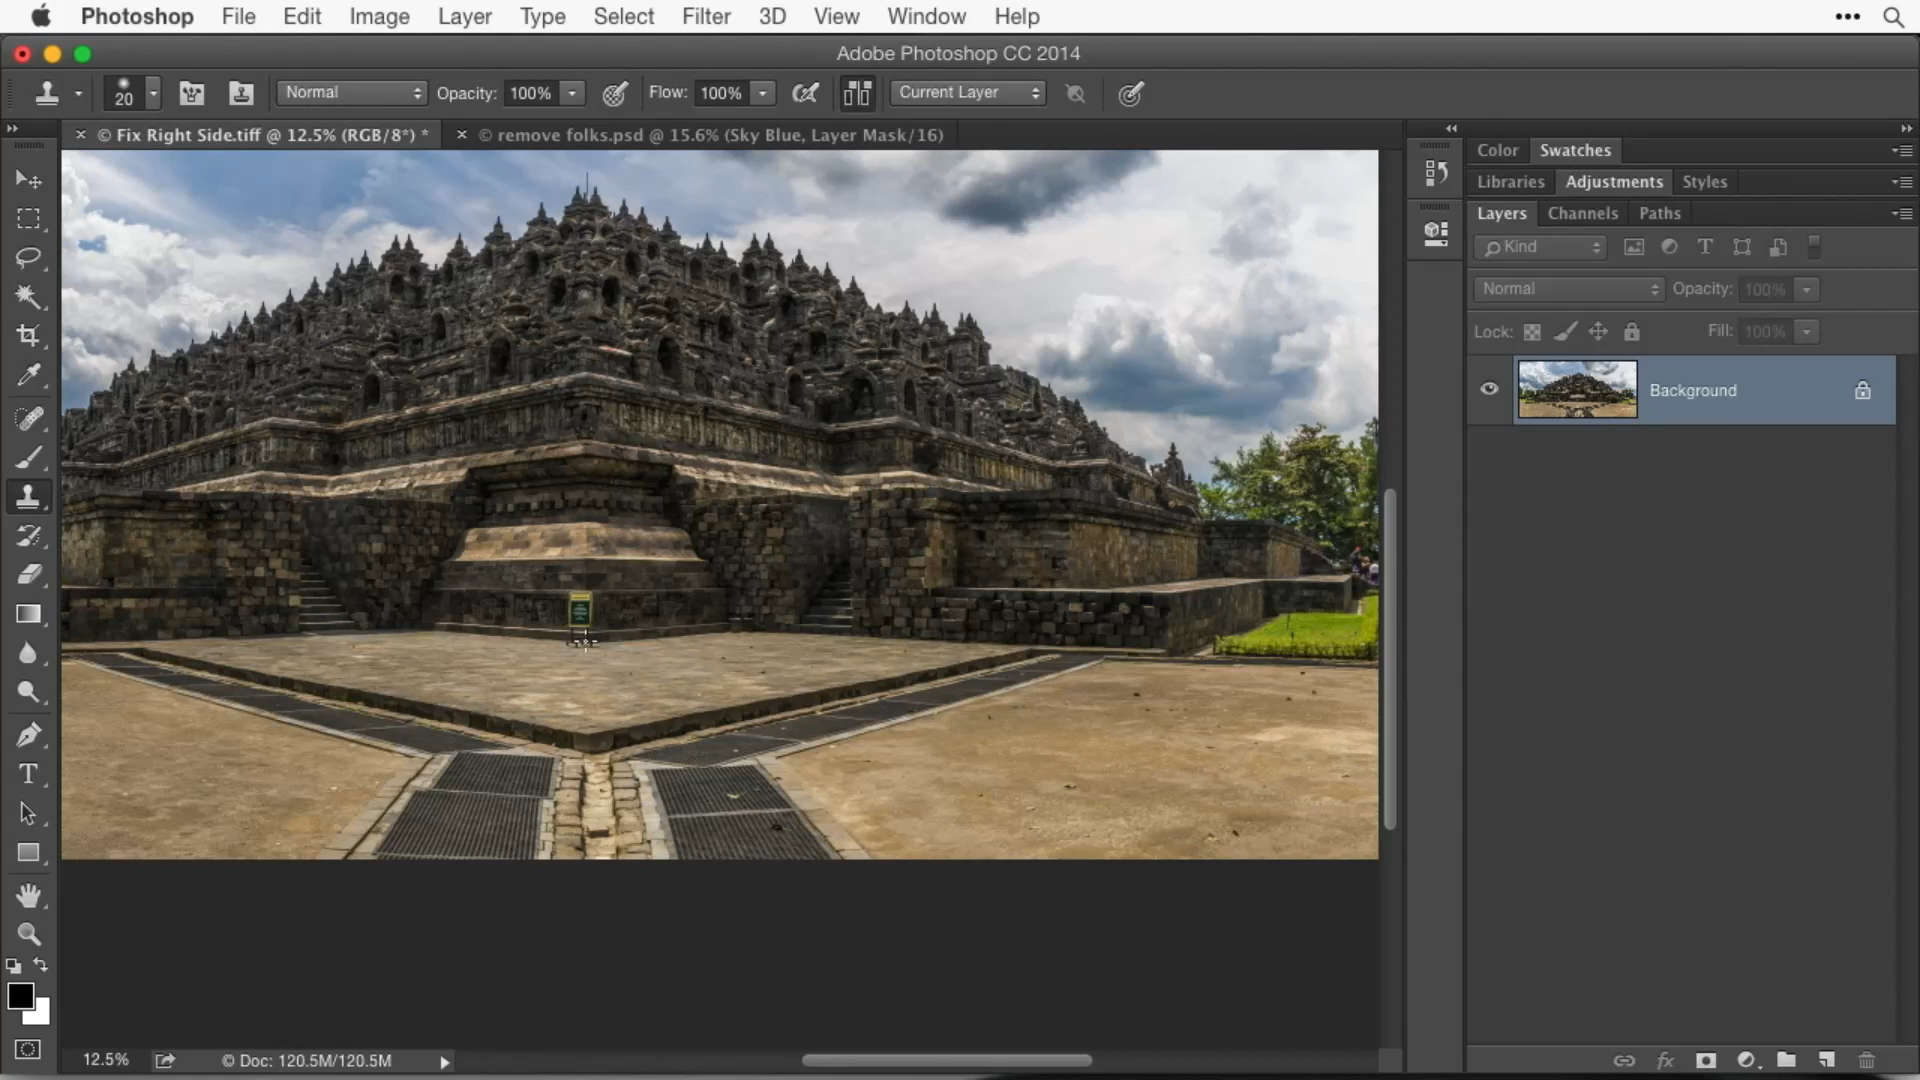 Photoshop File Edit Image Layer Type Select Filter 3D View Window Help
Adobe Photoshop CC 2014
20 Normal Opacity: 100% Flow: 100% Current Layer
© Fix Right Side.tiff @ 12.5% (RGB/8*) * © remove folks.psd @ 15.6% (Sky Blue, Layer Mask/16)
Color Swatches
Libraries Adjustments Styles
Layers Channels Paths
Kind
Normal Opacity: 100%
Lock: Fill: 100%
Background
12.5% © Doc: 120.5M/120.5M